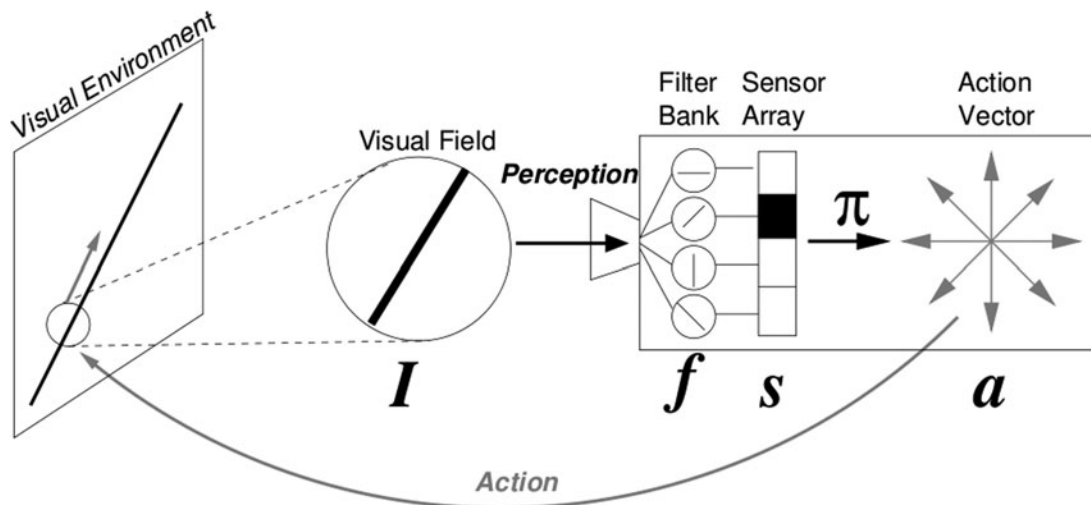 Visual Environment
Visual Field
Perception
Filter
Bank
Sensor
Array
Action
Vector
π
I
f
s
a
Action